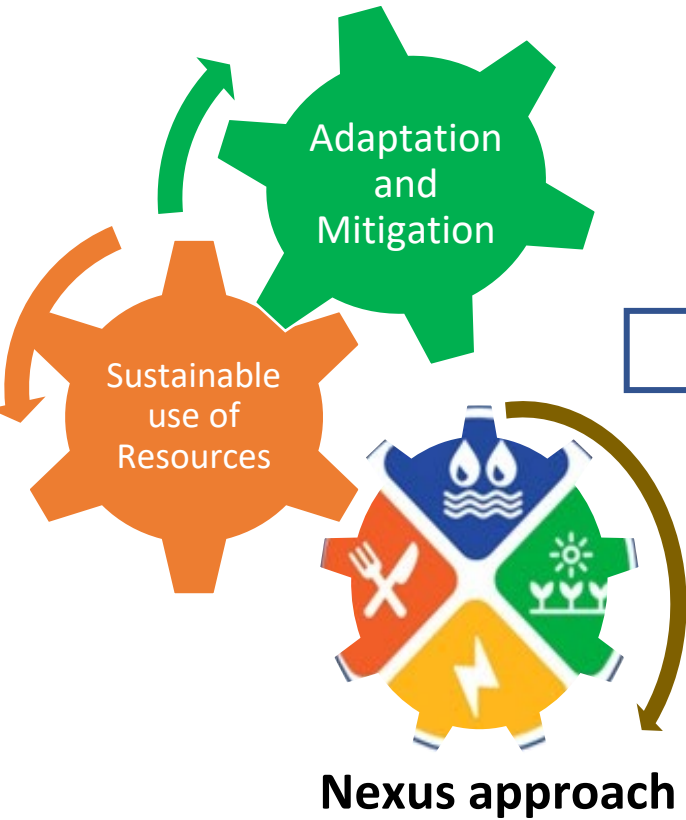 Adaptation
and
Mitigation
Sustainable
use of
Resources
Nexus approach